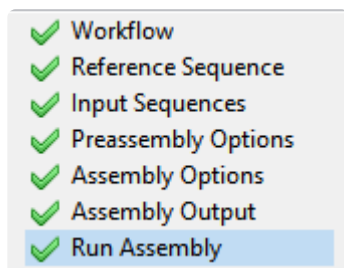 Workflow
Reference Sequence
Input Sequences
Preassembly Options
Assembly Options
Assembly Output
Run Assembly